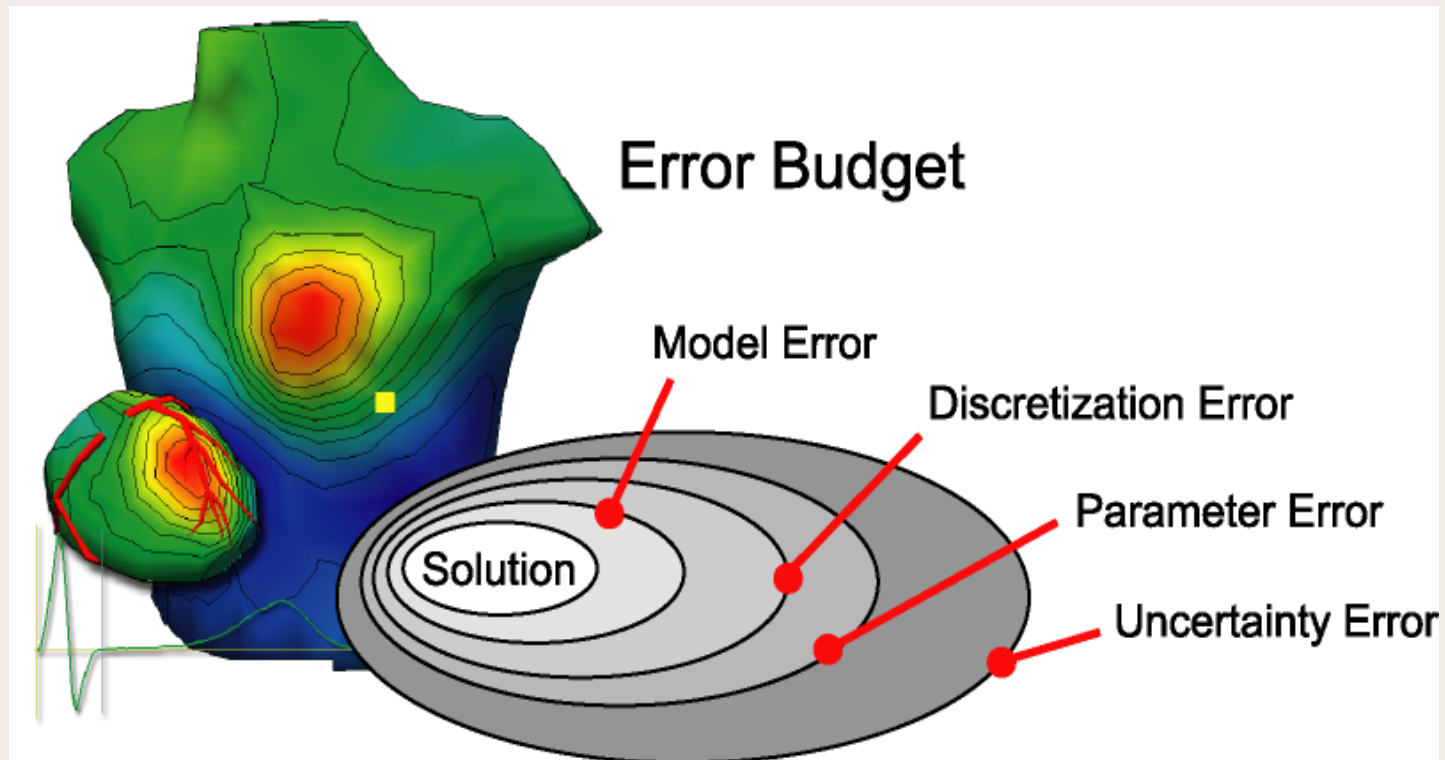 Error Budget
Model Error
Discretization Error
Parameter Error
Solution
Uncertainty Error